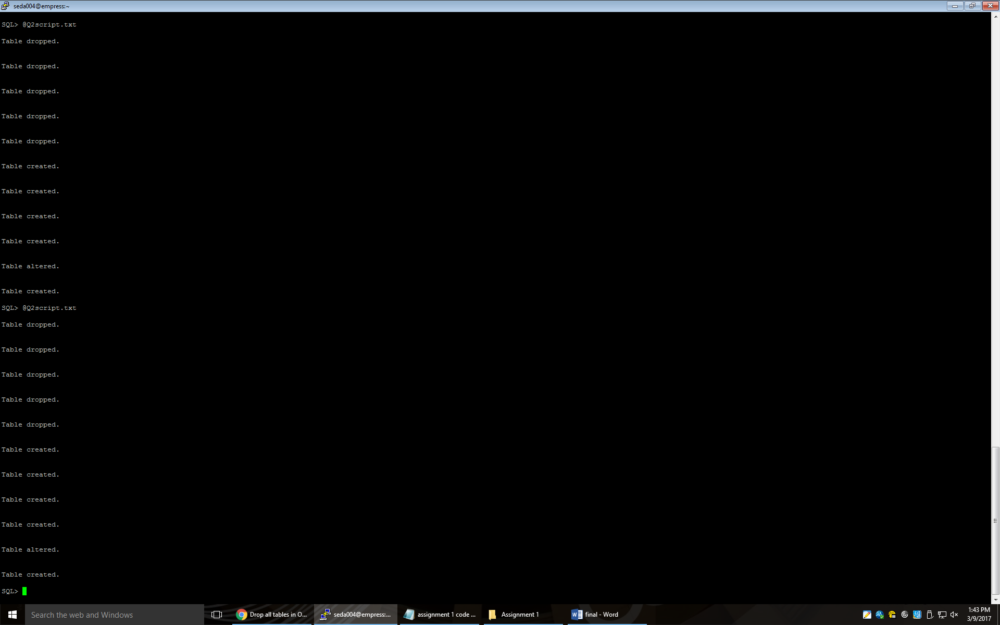 seda004@empress:~
SQL> @Q2script.txt
Table dropped.
Table dropped.
Table dropped.
Table dropped.
Table dropped.
Table created.
Table created.
Table created.
Table created.
Table altered.
Table created.
SQL> @Q2script.txt
Table dropped.
Table dropped.
Table dropped.
Table dropped.
Table dropped.
Table created.
Table created.
Table created.
Table created.
Table altered.
Table created.
SQL>
Search the web and Windows
Drop all tables in O...
seda004@empress:...
assignment 1 code ...
Assignment 1
final - Word
1:43 PM
3/9/2017